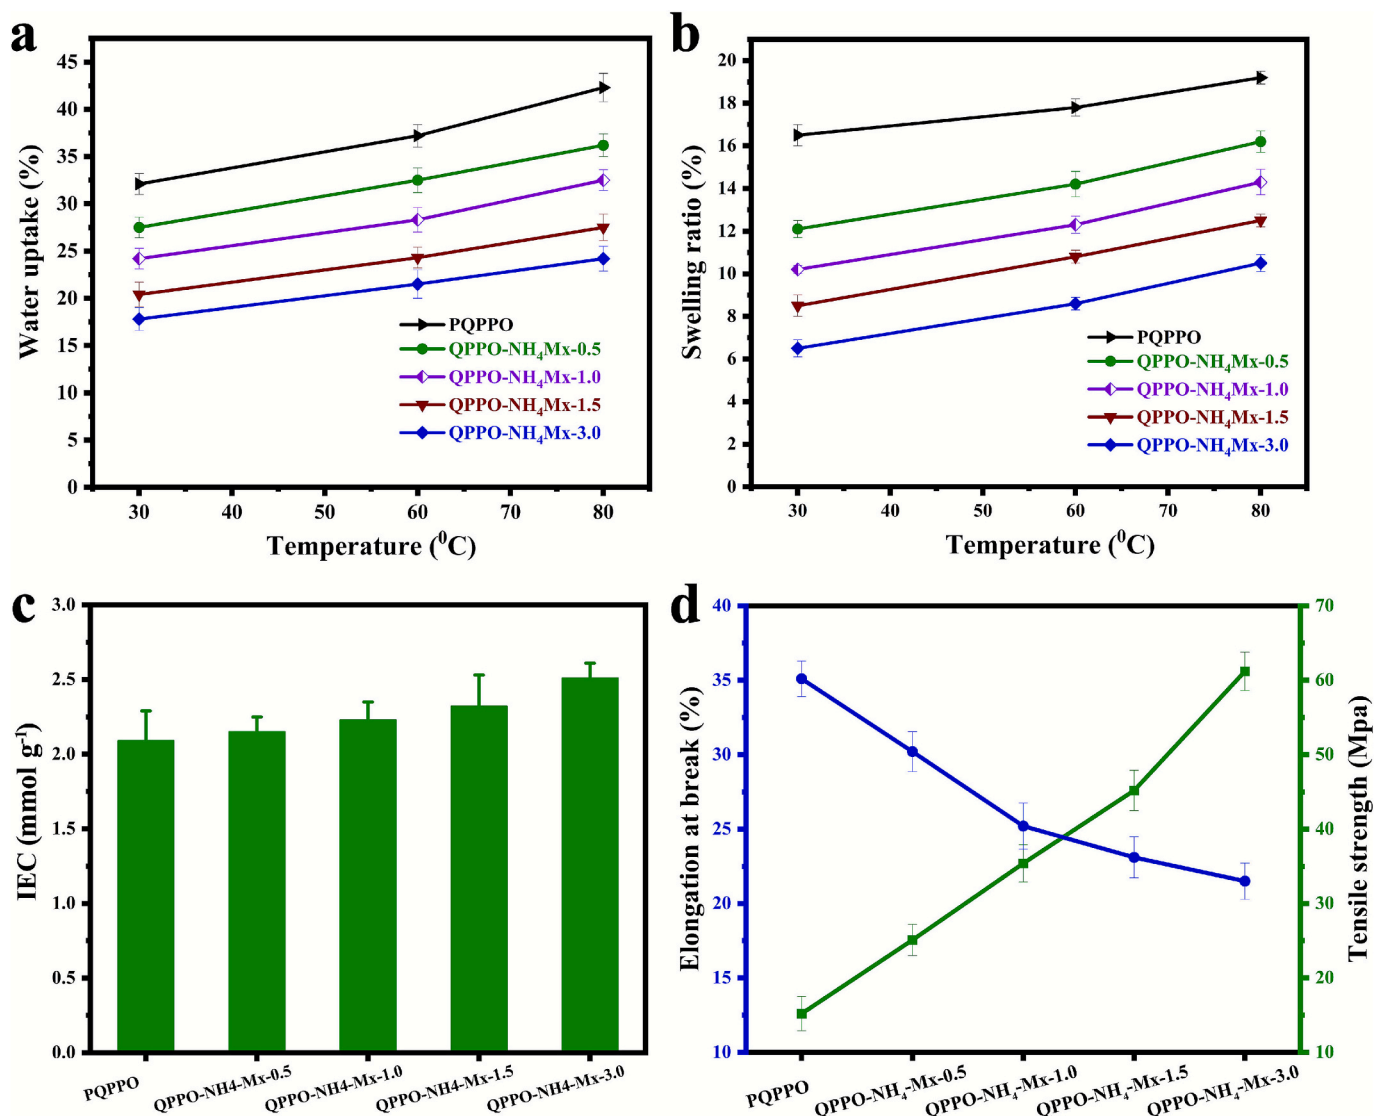 a
Water uptake (%)
45
40
35
30
25
20
15
10
5
0
30
40
50
60
70
80
Temperature (⁰C)
PQPPO
QPPO-NH₄Mx-0.5
QPPO-NH₄Mx-1.0
QPPO-NH₄Mx-1.5
QPPO-NH₄Mx-3.0
b
Swelling ratio (%)
20
18
16
14
12
10
8
6
4
2
0
30
40
50
60
70
80
Temperature (⁰C)
PQPPO
QPPO-NH₄Mx-0.5
QPPO-NH₄Mx-1.0
QPPO-NH₄Mx-1.5
QPPO-NH₄Mx-3.0
c
IEC (mmol g⁻¹)
3.0
2.5
2.0
1.5
1.0
0.5
0.0
PQPPO
QPPO-NH4-Mx-0.5
QPPO-NH4-Mx-1.0
QPPO-NH4-Mx-1.5
QPPO-NH4-Mx-3.0
d
Elongation at break (%)
40
35
30
25
20
15
10
PQPPO
QPPO-NH₄-Mx-0.5
QPPO-NH₄-Mx-1.0
QPPO-NH₄-Mx-1.5
QPPO-NH₄-Mx-3.0
70
60
50
40
30
20
10
Tensile strength (Mpa)